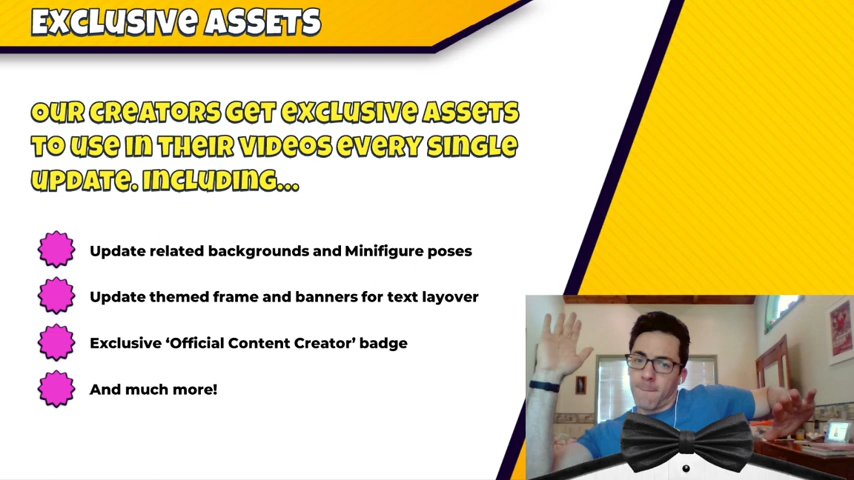 EXCLUSIVE ASSETS
OUR CREATORS GET EXCLUSIVE ASSETS
TO USE IN THEIR VIDEOS EVERY SINGLE
UPDATE. INCLUDING...
Update related backgrounds and Minifigure poses
Update themed frame and banners for text layover
Exclusive ‘Official Content Creator’ badge
And much more!